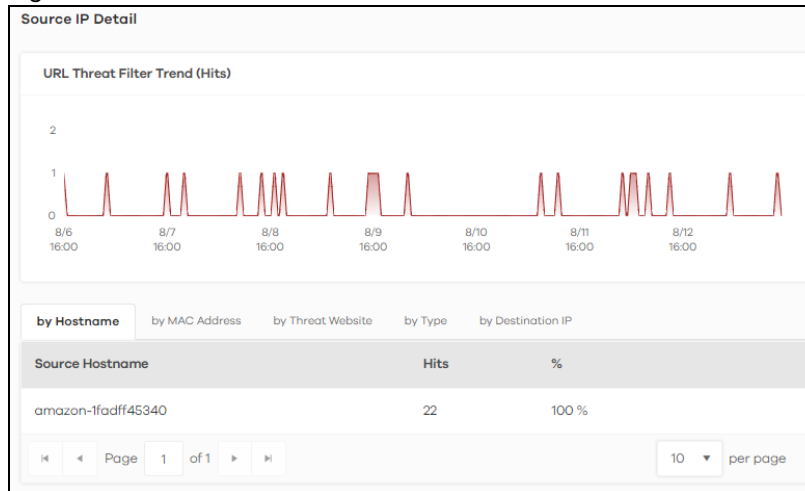 Source IP Detail
URL Threat Filter Trend (Hits)
2
1
0
8/6 8/7 8/8 8/9 8/10 8/11 8/12
16:00 16:00 16:00 16:00 16:00 16:00 16:00
by Hostname by MAC Address by Threat Website by Type by Destination IP
Source Hostname Hits %
amazon-1fadff45340 22 100 %
Page 1 of 1 10 per page